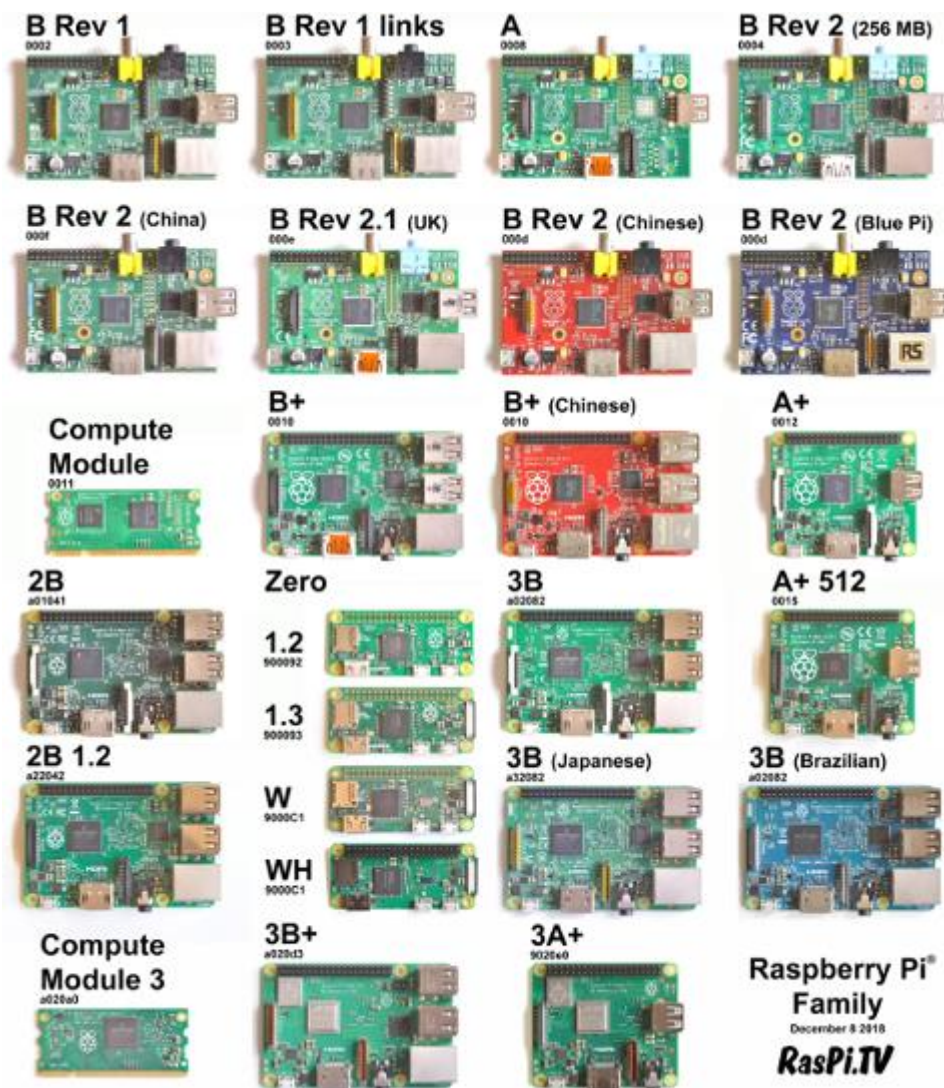 B Rev 1
0002
B Rev 1 links
0003
A
0008
B Rev 2 (256 MB)
0004
B Rev 2 (China)
000f
B Rev 2.1 (UK)
000e
B Rev 2 (Chinese)
000d
B Rev 2 (Blue Pi)
000d
RS
Compute
Module
0011
B+
0010
B+ (Chinese)
0010
A+
0012
2B
a01041
Zero
1.2
900092
1.3
900093
W
9000C1
WH
9000C1
3B
a02082
A+ 512
0015
2B 1.2
a22042
3B (Japanese)
a32082
3B (Brazilian)
a02082
Compute
Module 3
a020a0
3B+
a020d3
3A+
9020e0
Raspberry Pi®
Family
December 8 2018
RasPi.TV